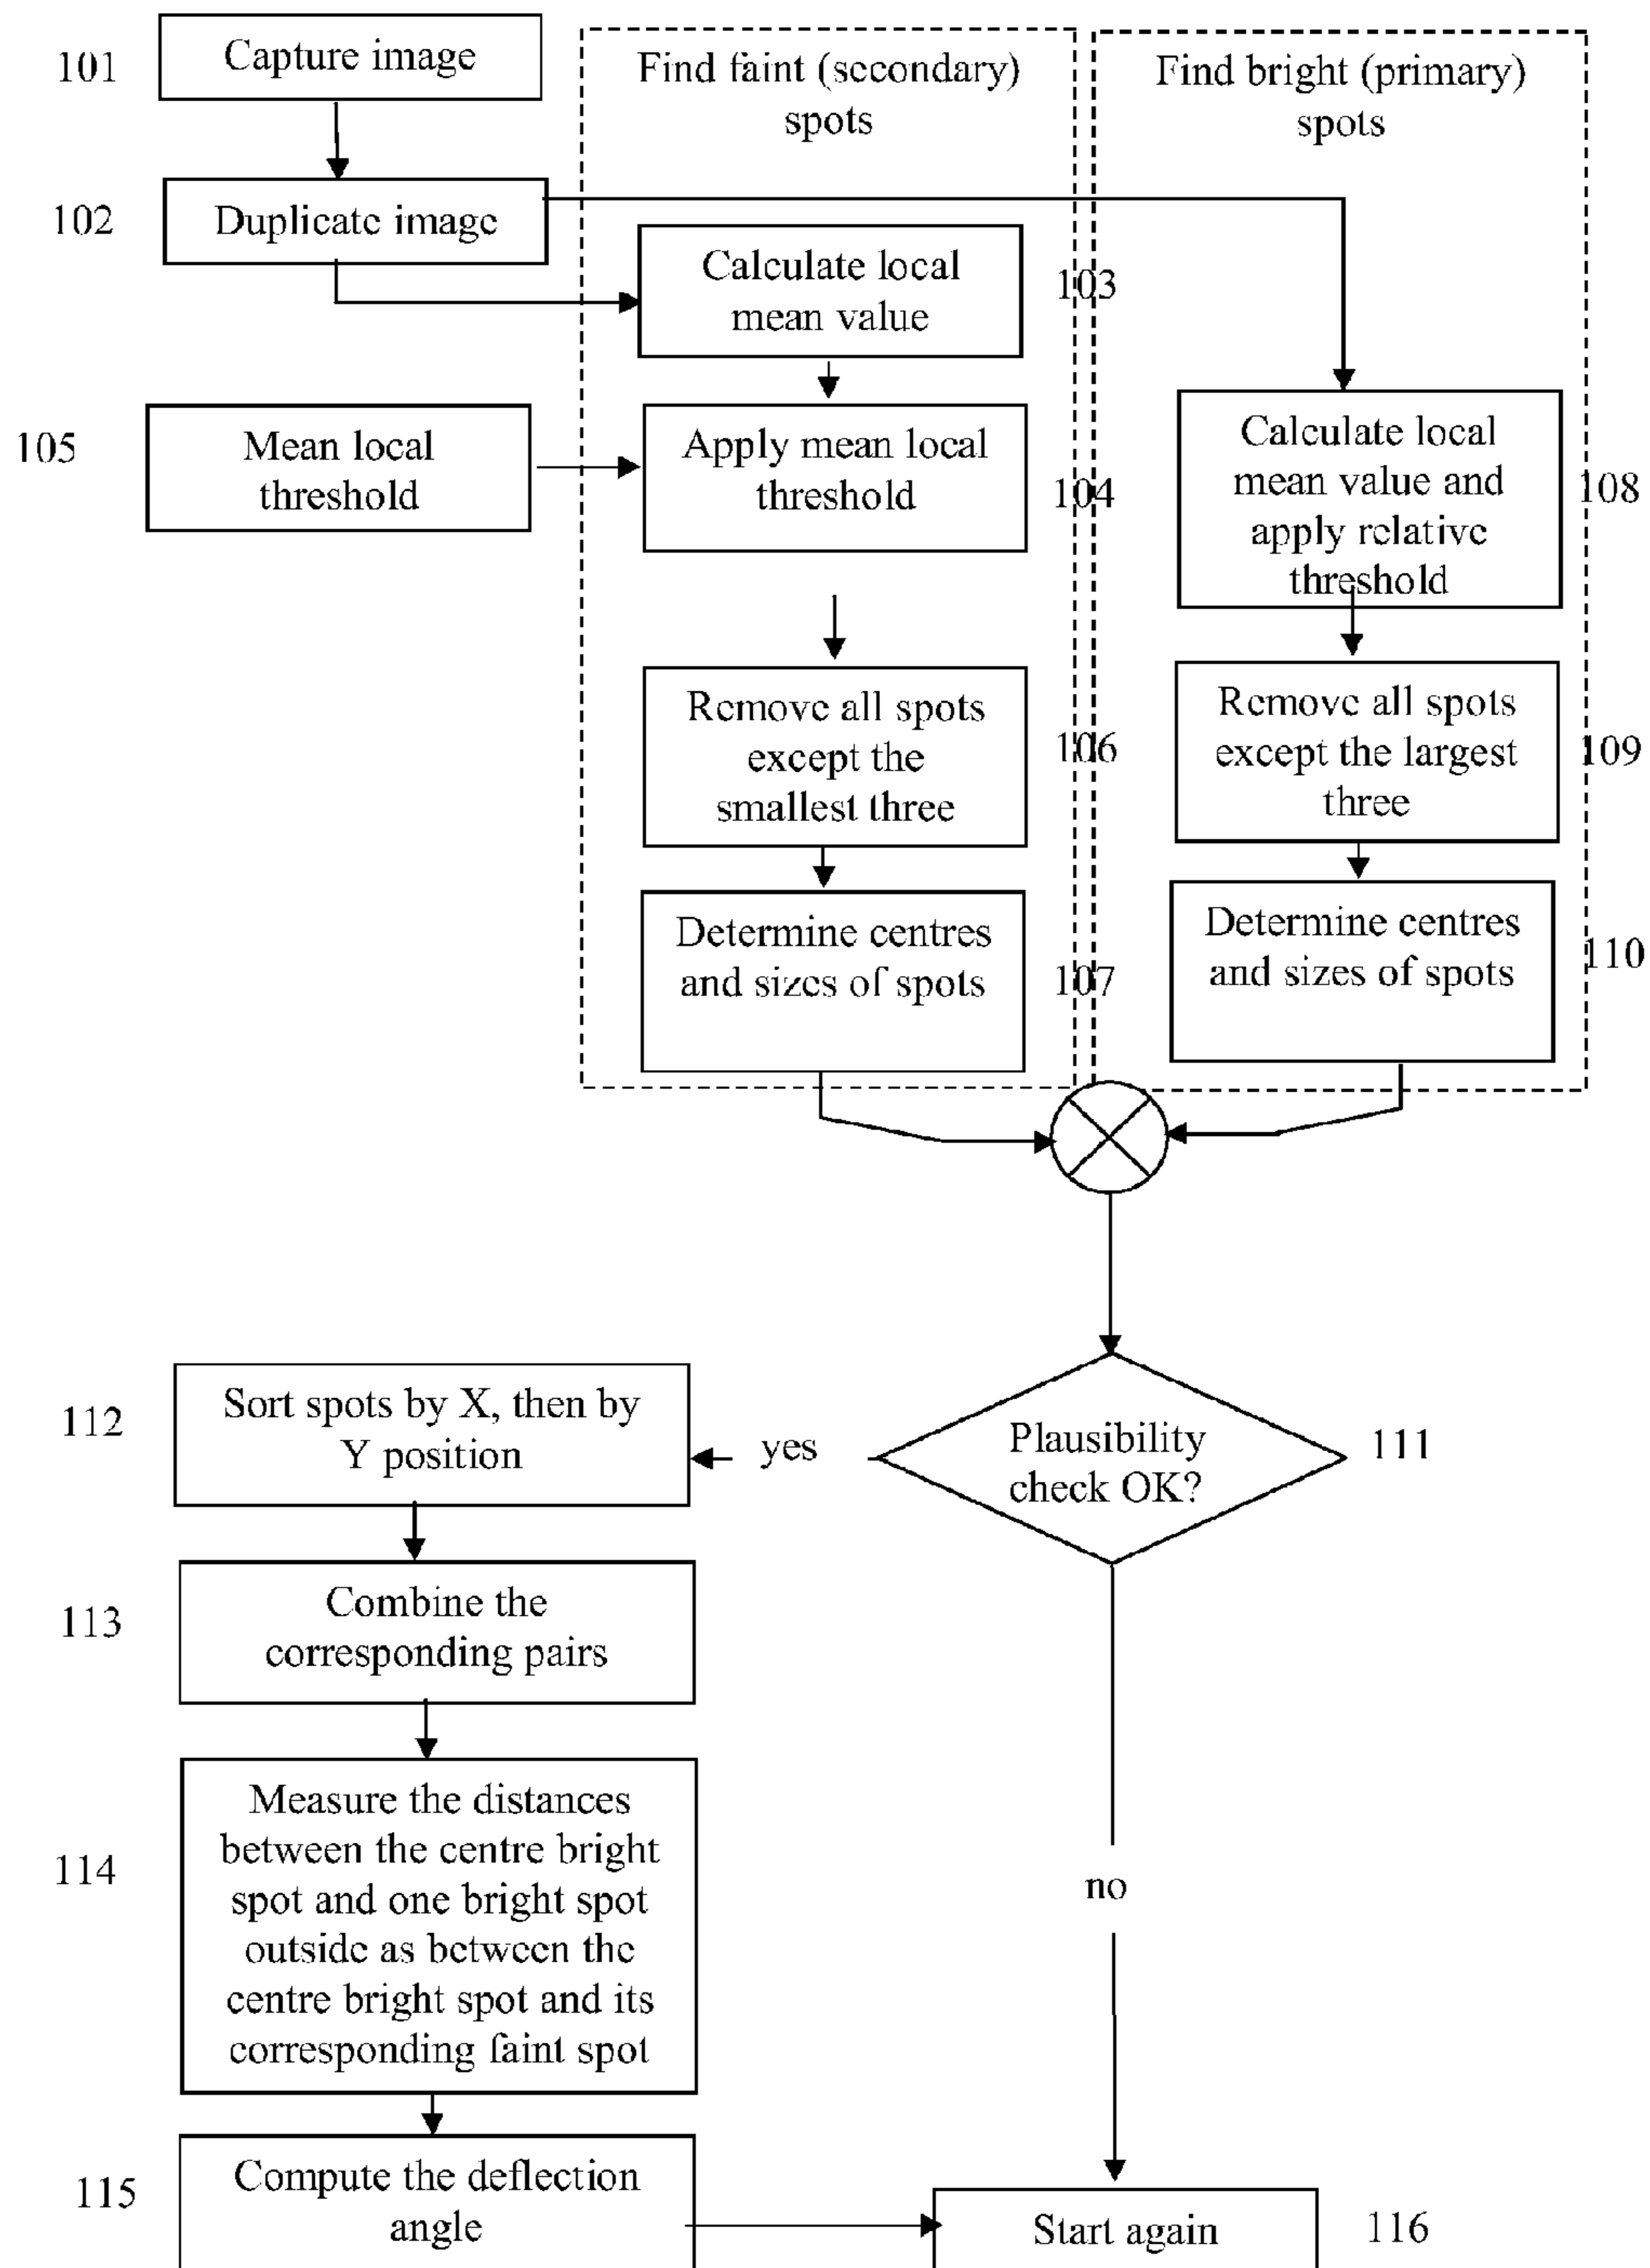 101
Capture image
Find faint (secondary)
spots
Find bright (primary)
spots
102
Duplicate image
Calculate local
mean value
103
105
Mean local
threshold
Apply mean local
threshold
104
Calculate local
mean value and
apply relative
threshold
108
Remove all spots
except the
smallest three
106
Remove all spots
except the largest
three
109
Determine centres
and sizes of spots
107
Determine centres
and sizes of spots
110
112
Sort spots by X, then by
Y position
yes
Plausibility
check OK?
111
113
Combine the
corresponding pairs
114
Measure the distances
between the centre bright
spot and one bright spot
outside as between the
centre bright spot and its
corresponding faint spot
no
115
Compute the deflection
angle
Start again
116